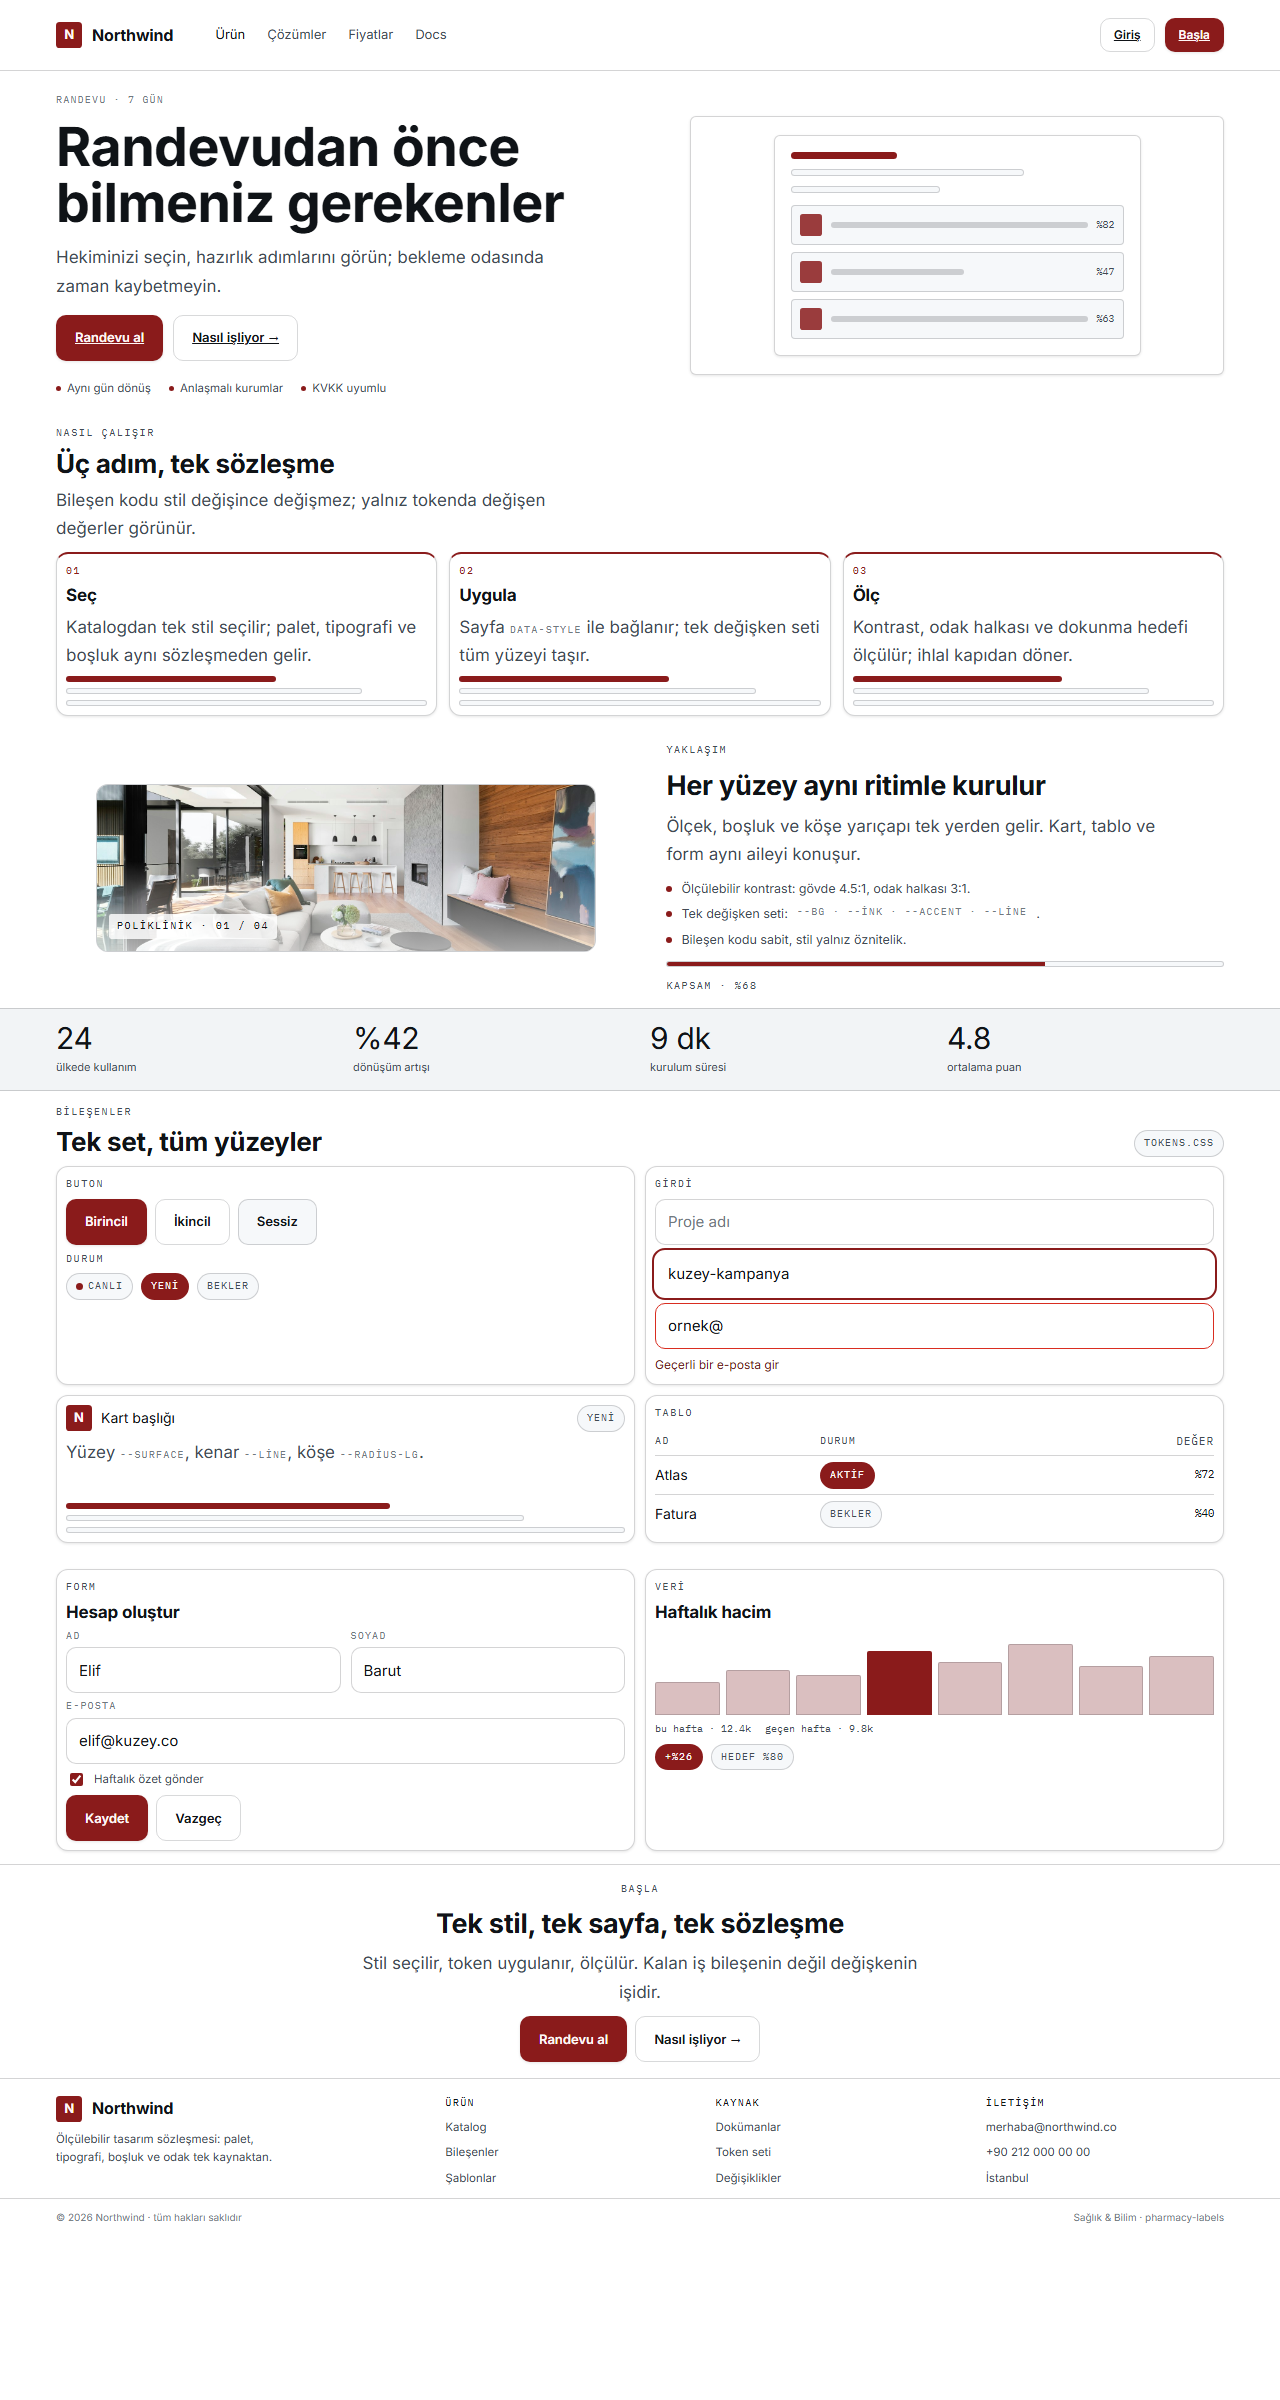 N Northwind Ürün Çözümler Fiyatlar Docs Giriş Başla
RANDEVU · 7 GÜN
Randevudan önce
bilmeniz gerekenler
Hekiminizi seçin, hazırlık adımlarını görün; bekleme odasında
zaman kaybetmeyin.
Randevu al Nasıl işliyor →
Aynı gün dönüş Anlaşmalı kurumlar KVKK uyumlu
%82
%47
%63
NASIL ÇALIŞIR
Üç adım, tek sözleşme
Bileşen kodu stil değişince değişmez; yalnız tokenda değişen
değerler görünür.
01
Seç
Katalogdan tek stil seçilir; palet, tipografi ve
boşluk aynı sözleşmeden gelir.
02
Uygula
Sayfa DATA-STYLE ile bağlanır; tek değişken seti
tüm yüzeyi taşır.
03
Ölç
Kontrast, odak halkası ve dokunma hedefi
ölçülür; ihlal kapıdan döner.
POLİKLİNİK · 01 / 04
YAKLAŞIM
Her yüzey aynı ritimle kurulur
Ölçek, boşluk ve köşe yarıçapı tek yerden gelir. Kart, tablo ve
form aynı aileyi konuşur.
Ölçülebilir kontrast: gövde 4.5:1, odak halkası 3:1.
Tek değişken seti: --BG · --İNK · --ACCENT · --LİNE .
Bileşen kodu sabit, stil yalnız öznitelik.
KAPSAM · %68
24
ülkede kullanım
%42
dönüşüm artışı
9 dk
kurulum süresi
4.8
ortalama puan
BİLEŞENLER
Tek set, tüm yüzeyler
TOKENS.CSS
BUTON
Birincil İkincil Sessiz
DURUM
CANLI YENİ BEKLER
GİRDİ
Proje adı
kuzey-kampanya
ornek@
Geçerli bir e-posta gir
N Kart başlığı YENİ
Yüzey --SURFACE, kenar --LİNE, köşe --RADİUS-LG.
TABLO
AD DURUM DEĞER
Atlas AKTİF %72
Fatura BEKLER %40
FORM
Hesap oluştur
AD SOYAD
Elif Barut
E-POSTA
elif@kuzey.co
Haftalık özet gönder
Kaydet Vazgeç
VERİ
Haftalık hacim
bu hafta · 12.4k geçen hafta · 9.8k
+%26 HEDEF %80
BAŞLA
Tek stil, tek sayfa, tek sözleşme
Stil seçilir, token uygulanır, ölçülür. Kalan iş bileşenin değil değişkenin
işidir.
Randevu al Nasıl işliyor →
N Northwind
Ölçülebilir tasarım sözleşmesi: palet,
tipografi, boşluk ve odak tek kaynaktan.
ÜRÜN
Katalog
Bileşenler
Şablonlar
KAYNAK
Dokümanlar
Token seti
Değişiklikler
İLETİŞİM
merhaba@northwind.co
+90 212 000 00 00
İstanbul
© 2026 Northwind · tüm hakları saklıdır
Sağlık & Bilim · pharmacy-labels